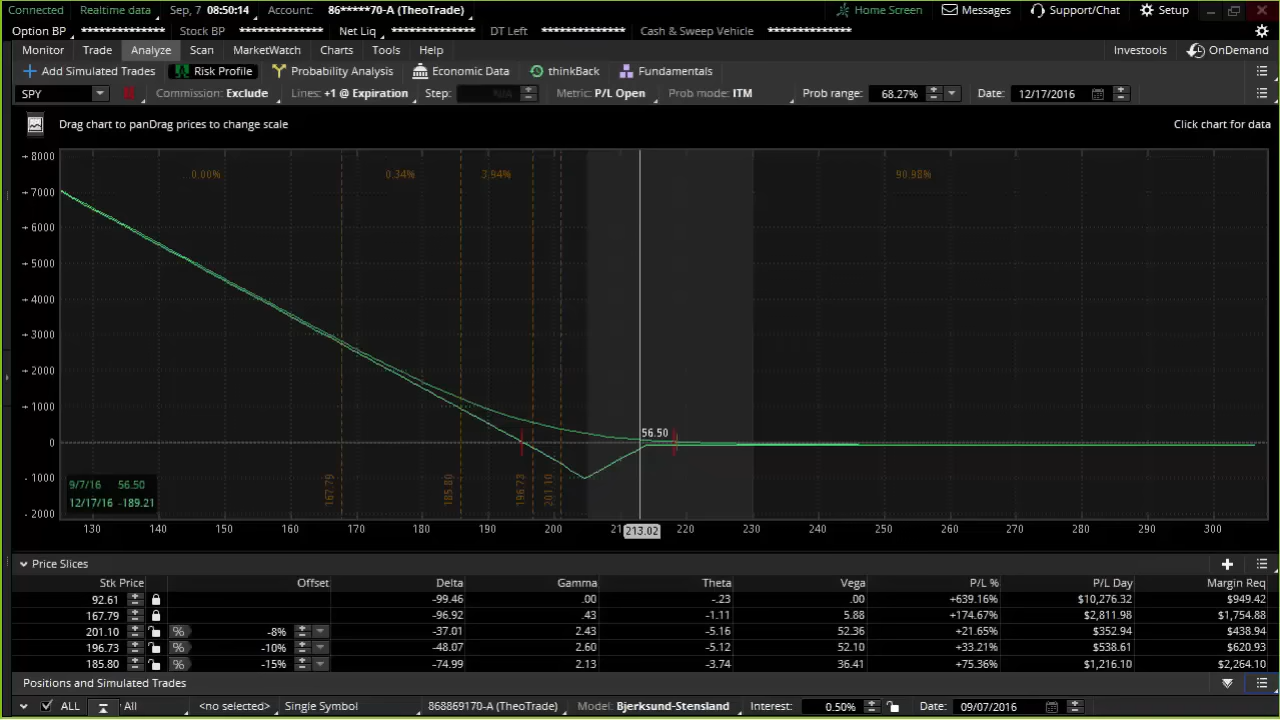 Connected Realtime data Sep, 7 08:50:14 Account: 86*****70-A (TheoTrade) Home Screen Messages Support/Chat Setup
Option BP ************** Stock BP ************** Net Liq ************** DT Left ************** Cash & Sweep Vehicle **************
Monitor Trade Analyze Scan MarketWatch Charts Tools Help Investools OnDemand
Add Simulated Trades Risk Profile Probability Analysis Economic Data thinkBack Fundamentals
SPY Commission: Exclude Lines: +1 @ Expiration Step: N/A Metric: P/L Open Prob mode: ITM Prob range: 68.27% Date: 12/17/2016
Drag chart to panDrag prices to change scale Click chart for data
+ 8000
0.00% 0.34% 3.94% 90.98%
+ 7000
+ 6000
+ 5000
+ 4000
+ 3000
+ 2000
+ 1000
56.50
0
- 1000
167.79 185.80 196.73 201.10
9/7/16 56.50
12/17/16 -189.21
- 2000
130 140 150 160 170 180 190 200 21 213.02 220 230 240 250 260 270 280 290 300
Price Slices
Stk Price Offset Delta Gamma Theta Vega P/L % P/L Day Margin Req
92.61 -99.46 .00 -.23 .00 +639.16% $10,276.32 $949.42
167.79 -96.92 .43 -1.11 5.88 +174.67% $2,811.98 $1,754.88
201.10 % -8% -37.01 2.43 -5.16 52.36 +21.65% $352.94 $438.94
196.73 % -10% -48.07 2.60 -5.12 52.10 +33.21% $538.61 $620.93
185.80 % -15% -74.99 2.13 -3.74 36.41 +75.36% $1,216.10 $2,264.10
Positions and Simulated Trades
ALL All <no selected> Single Symbol 868869170-A (TheoTrade) Model: Bjerksund-Stensland Interest: 0.50% Date: 09/07/2016